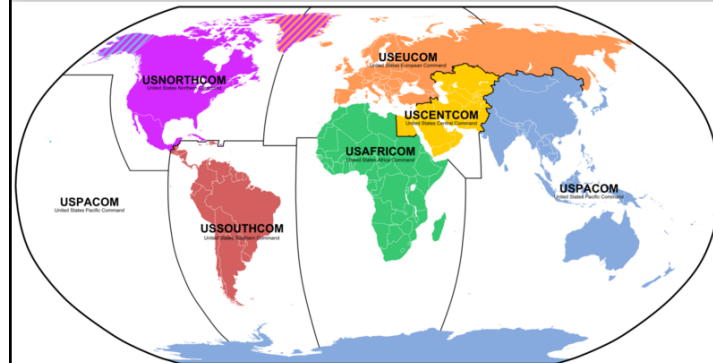 USNORTHCOM
United States Northern Command
USEUCOM
United States European Command
USCENTCOM
United States Central Command
USAFRICOM
United States Africa Command
USPACOM
United States Pacific Command
USSOUTHCOM
United States Southern Command
USPACOM
United States Pacific Command